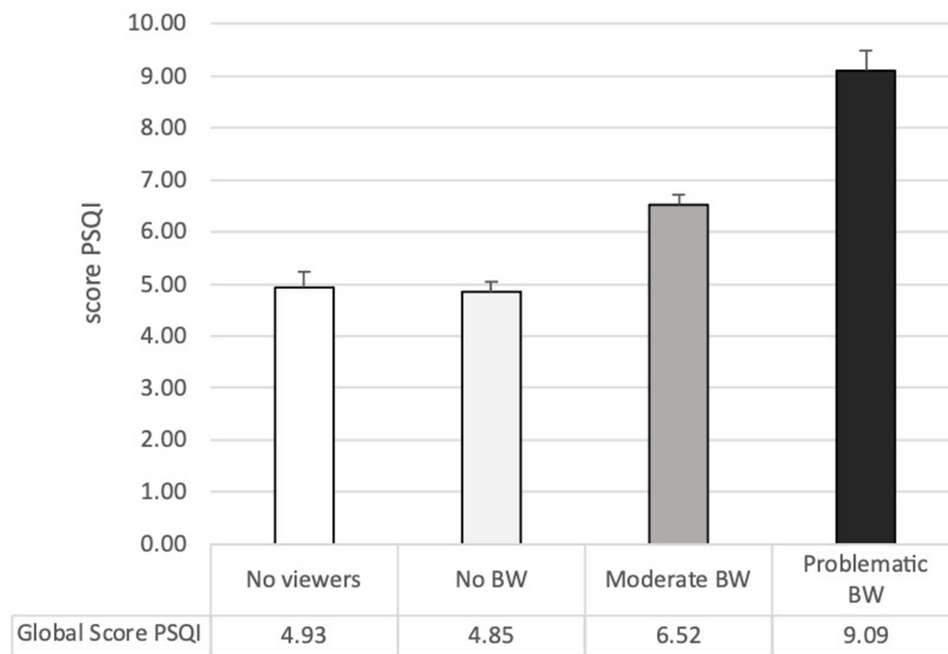 10.00
9.00
8.00
7.00
6.00
5.00
4.00
3.00
2.00
1.00
0.00
score PSQI
No viewers
No BW
Moderate BW
Problematic
BW
Global Score PSQI
4.93
4.85
6.52
9.09